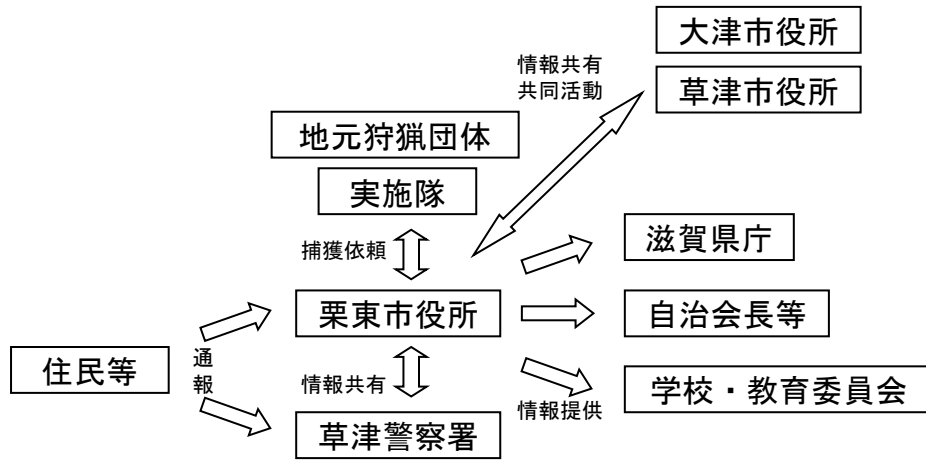 大津市役所
情報共有
共同活動
草津市役所
地元狩猟団体
実施隊
捕獲依頼
滋賀県庁
栗東市役所
自治会長等
住民等
通報
情報共有
学校・教育委員会
情報提供
草津警察署